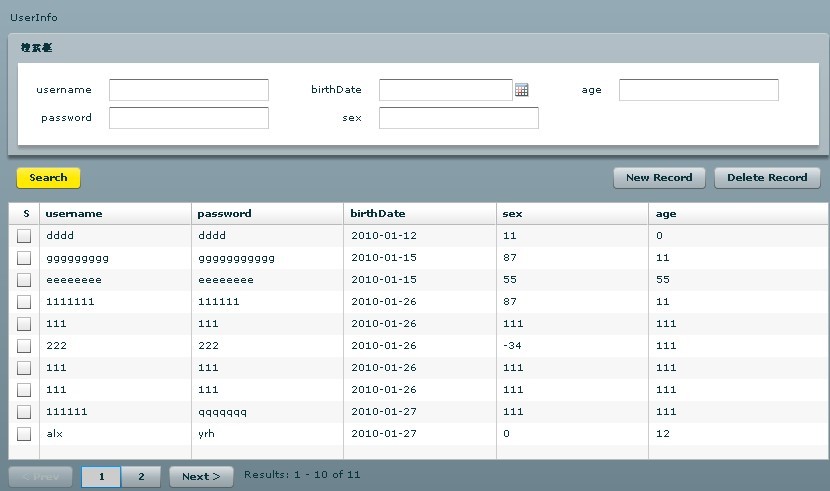 UserInfo
搜索框
username birthDate age
password sex
Search New Record Delete Record
S username password birthDate sex age
dddd dddd 2010-01-12 11 0
ggggggggg ggggggggggg 2010-01-15 87 11
eeeeeeee eeeeeeee 2010-01-15 55 55
1111111 111111 2010-01-26 87 11
111 111 2010-01-26 111 111
222 222 2010-01-26 -34 111
111 111 2010-01-26 111 111
111 111 2010-01-26 111 111
111111 qqqqqqq 2010-01-27 111 111
alx yrh 2010-01-27 0 12
< Prev 1 2 Next > Results: 1 - 10 of 11